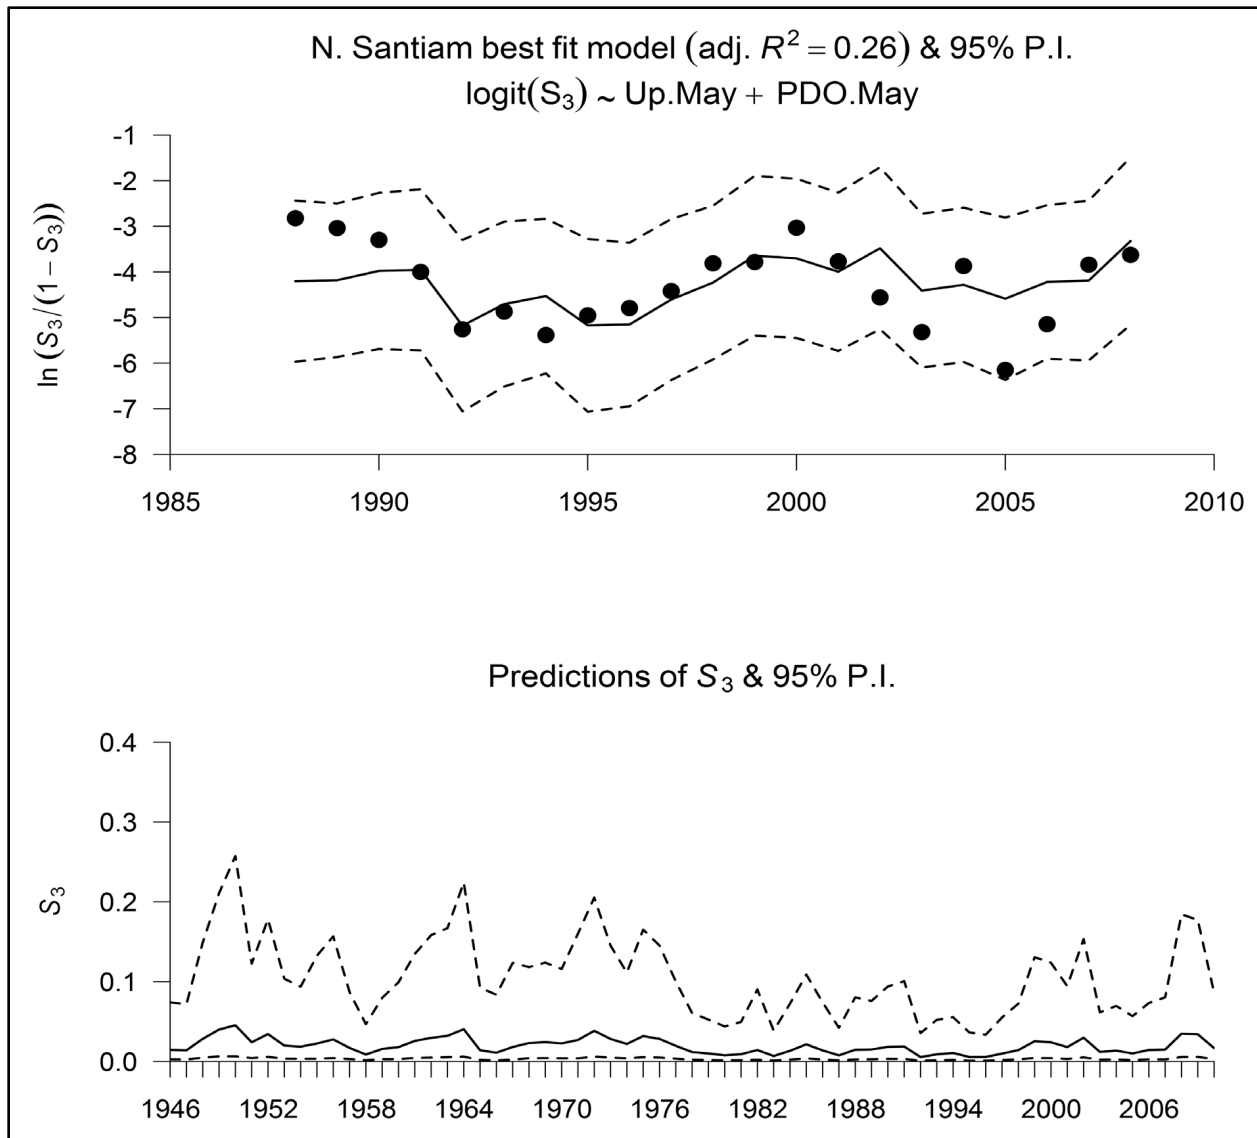 N. Santiam best fit model (adj. R² = 0.26) & 95% P.I.
logit(S₃) ~ Up.May + PDO.May
ln(S₃/(1 − S₃))
-1
-2
-3
-4
-5
-6
-7
-8
1985 1990 1995 2000 2005 2010
Predictions of S₃ & 95% P.I.
S₃
0.4
0.3
0.2
0.1
0.0
1946 1952 1958 1964 1970 1976 1982 1988 1994 2000 2006